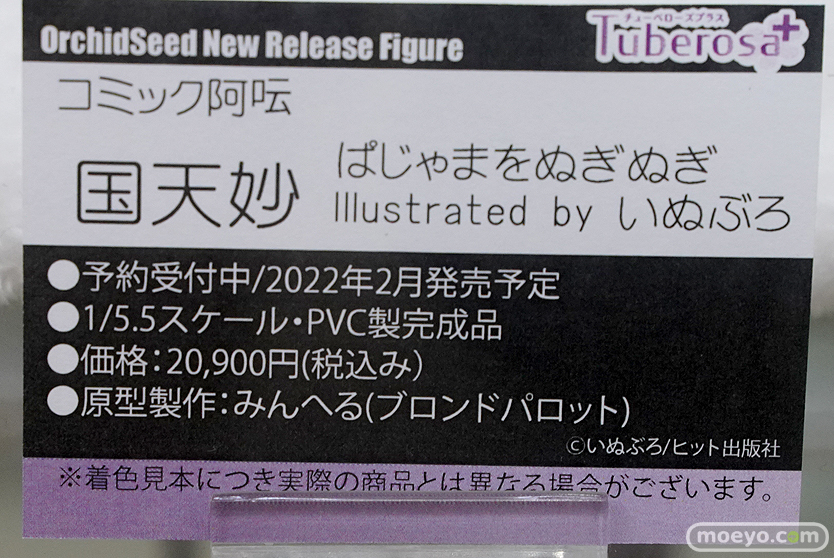 OrchidSeed New Release Figure
チューベローズプラス
Tuberosa+
コミック阿吽
国天妙
ぱじゃまをぬぎぬぎ
Illustrated by いぬぶろ
●予約受付中/2022年2月発売予定
●1/5.5スケール・PVC製完成品
●価格：20,900円(税込み)
●原型製作：みんへる(ブロンドパロット)
©いぬぶろ/ヒット出版社
※着色見本につき実際の商品とは異なる場合がございます。
moeyo.com